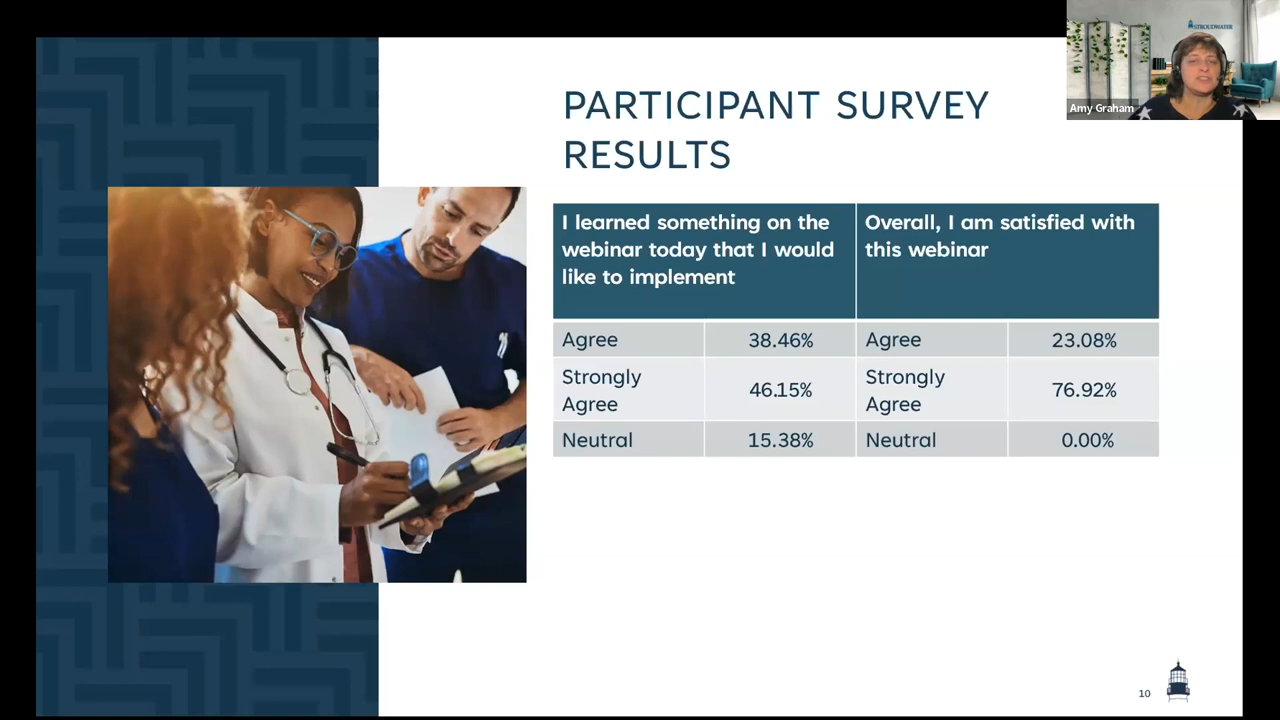 STROUDWATER
Amy Graham
PARTICIPANT SURVEY
RESULTS
I learned something on the
webinar today that I would
like to implement
Overall, I am satisfied with
this webinar
Agree 38.46% Agree 23.08%
Strongly
Agree
46.15%
Strongly
Agree
76.92%
Neutral 15.38% Neutral 0.00%
10